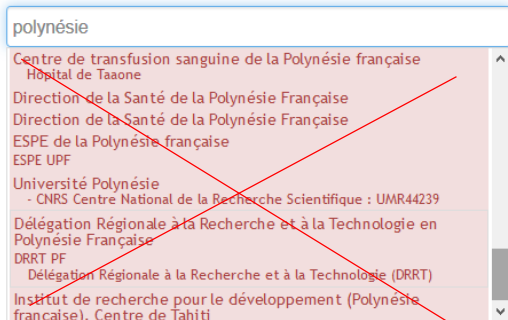 polynésie
Centre de transfusion sanguine de la Polynésie française
Hôpital de Taaone
Direction de la Santé de la Polynésie Française
Direction de la Santé de la Polynésie Française
ESPE de la Polynésie française
ESPE UPF
Université Polynésie
- CNRS Centre National de la Recherche Scientifique : UMR44239
Délégation Régionale à la Recherche et à la Technologie en
Polynésie Française
DRRT PF
Délégation Régionale à la Recherche et à la Technologie (DRRT)
Institut de recherche pour le développement (Polynésie
française), Centre de Tahiti